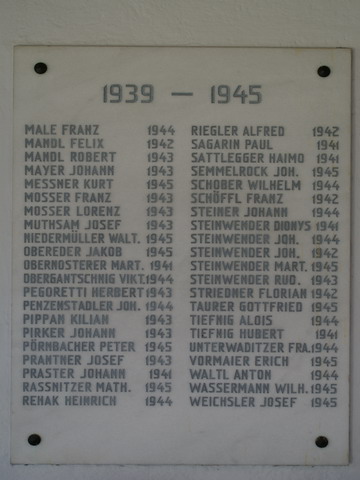 1939 — 1945
MALE FRANZ 1944
MANDL FELIX 1942
MANDL ROBERT 1943
MAYER JOHANN 1943
MESSNER KURT 1945
MOSSER FRANZ 1943
MOSSER LORENZ 1943
MUTHSAM JOSEF 1943
NIEDERMÜLLER WALT. 1945
OBEREDER JAKOB 1945
OBERNOSTERER MART. 1941
OBERGANTSCHNIG VIKT. 1944
PEGORETTI HERBERT 1943
PENZENSTADLER JOH. 1944
PIPPAN KILIAN 1943
PIRKER JOHANN 1943
PÖRNBACHER PETER 1945
PRANTNER JOSEF 1943
PRASTER JOHANN 1941
RASSNITZER MATH. 1945
REHAK HEINRICH 1944
RIEGLER ALFRED 1942
SAGARIN PAUL 1941
SATTLEGGER HAIMO 1941
SEMMELROCK JOH. 1945
SCHOBER WILHELM 1944
SCHÖFFL FRANZ 1942
STEINER JOHANN 1944
STEINWENDER DIONYS 1941
STEINWENDER JOH. 1944
STEINWENDER JOH. 1942
STEINWENDER MART. 1945
STEINWENDER RUD. 1943
STRIEDNER FLORIAN 1942
TAURER GOTTFRIED 1945
TIEFNIG ALOIS 1944
TIEFNIG HUBERT 1941
UNTERWADITZER FRA. 1944
VORMAIER ERICH 1945
WALTL ANTON 1944
WASSERMANN WILH. 1945
WEICHSLER JOSEF 1945